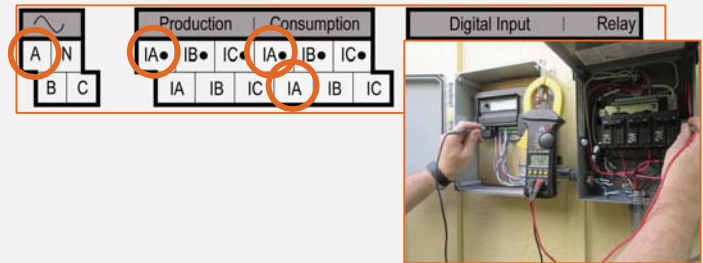 Production | Consumption
Digital Input | Relay
A N
IA● IB● IC● IA● IB● IC●
B C
IA IB IC IA IB IC